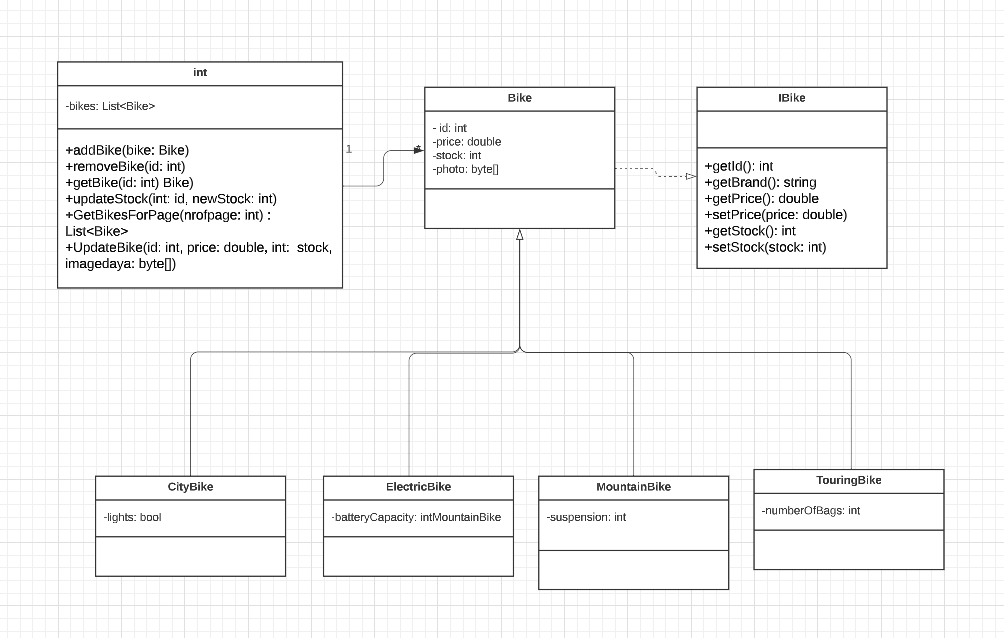 int
-bikes: List<Bike>
+addBike(bike: Bike)
+removeBike(id: int)
+getBike(id: int) Bike)
+updateStock(int: id, newStock: int)
+GetBikesForPage(nrofpage: int) :
List<Bike>
+UpdateBike(id: int, price: double, int:  stock,
imagedaya: byte[])
1
Bike
- id: int
-price: double
-stock: int
-photo: byte[]
IBike
+getId(): int
+getBrand(): string
+getPrice(): double
+setPrice(price: double)
+getStock(): int
+setStock(stock: int)
CityBike
-lights: bool
ElectricBike
-batteryCapacity: intMountainBike
MountainBike
-suspension: int
TouringBike
-numberOfBags: int